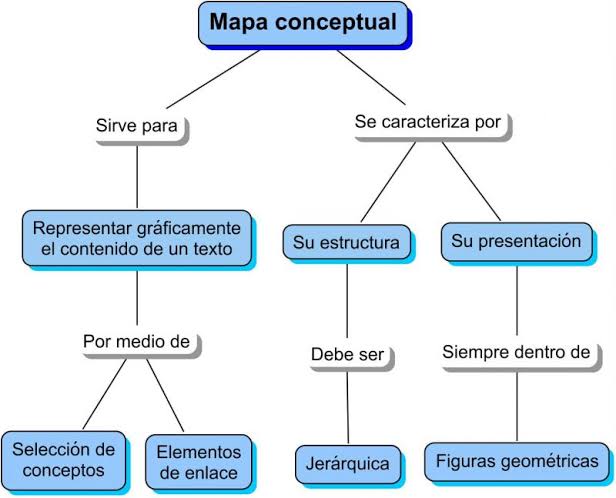 Mapa conceptual
Sirve para
Se caracteriza por
Representar gráficamente
el contenido de un texto
Su estructura
Su presentación
Por medio de
Debe ser
Siempre dentro de
Selección de
conceptos
Elementos
de enlace
Jerárquica
Figuras geométricas